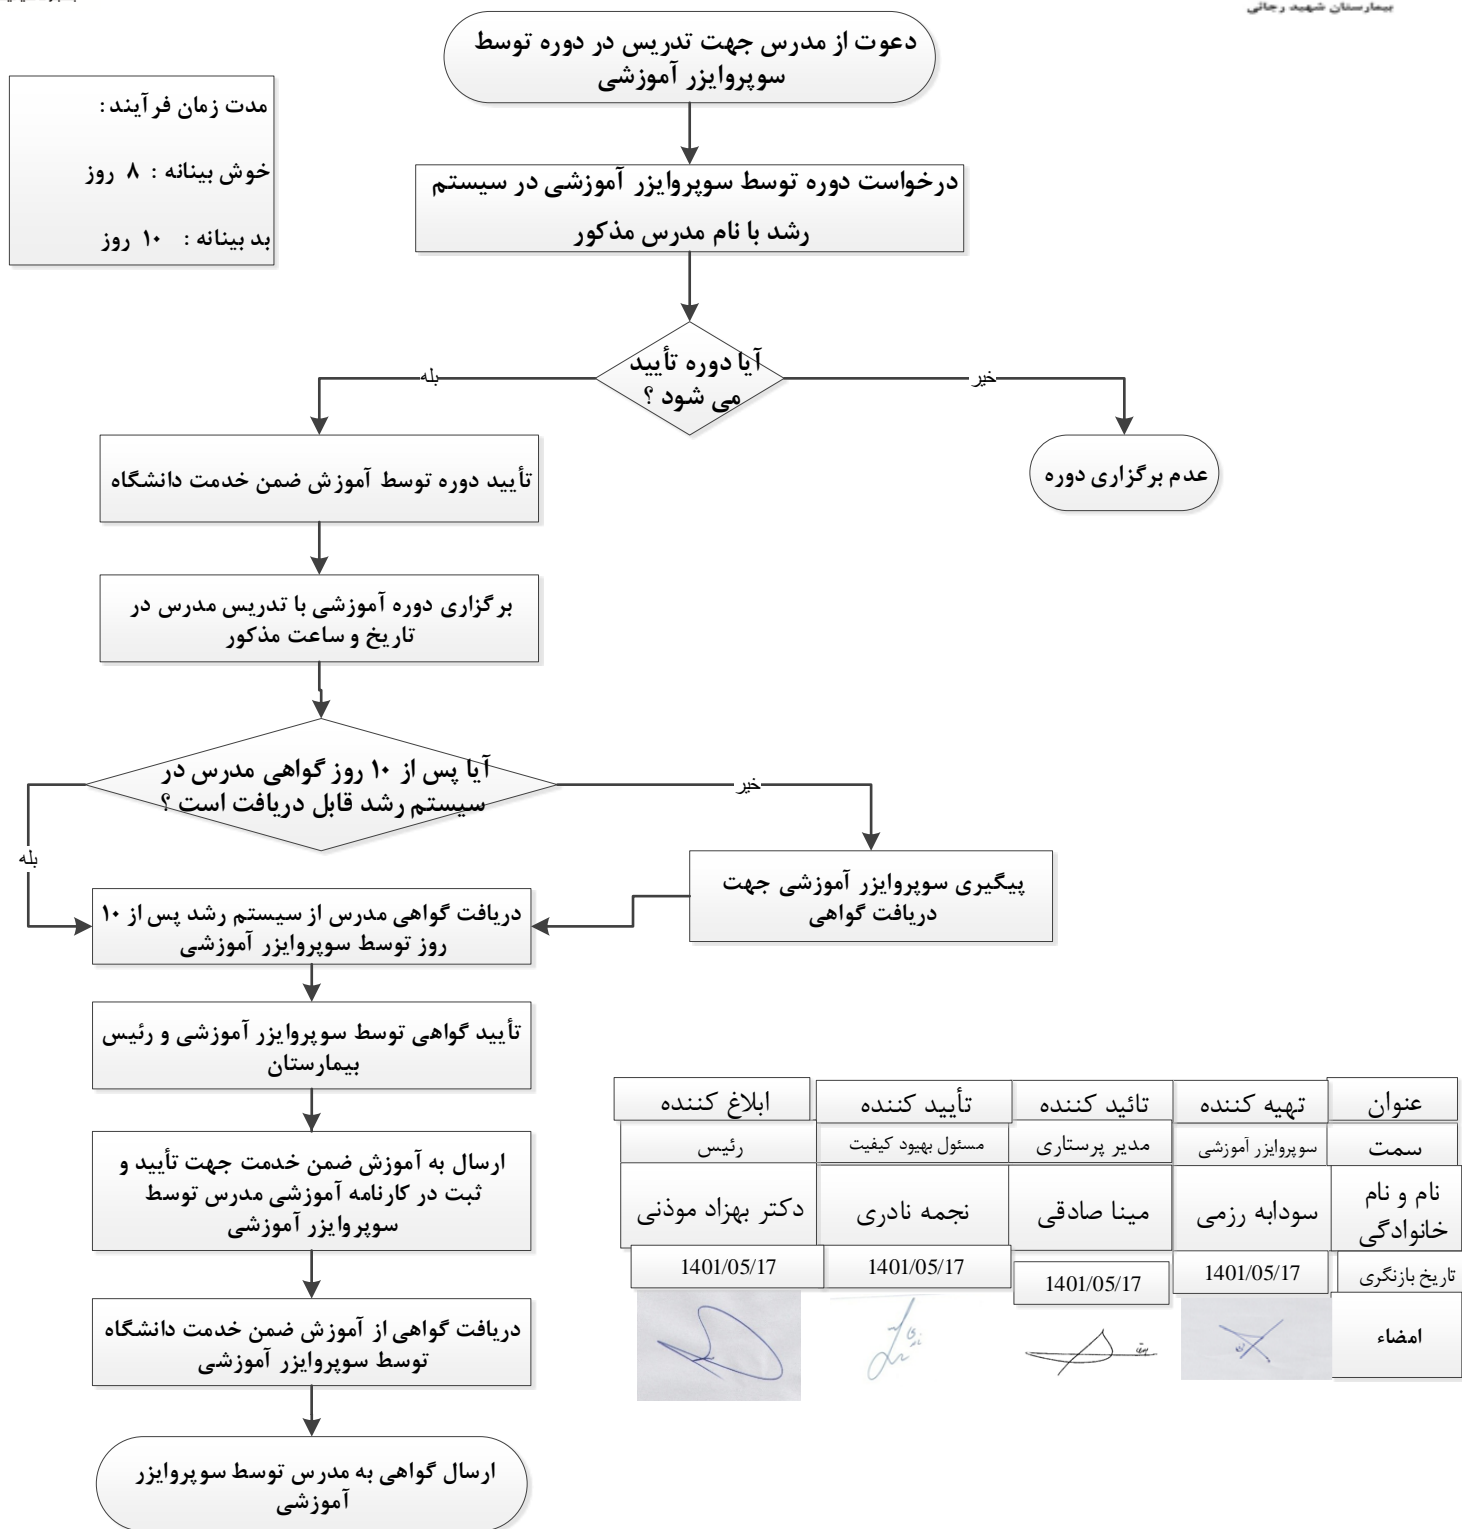 بیمارستان شهید رجائی
دعوت از مدرس جهت تدریس در دوره توسط
سوپروایزر آموزشی
مدت زمان فرآیند :
خوش بینانه : ۸ روز
بد بینانه : ۱۰ روز
درخواست دوره توسط سوپروایزر آموزشی در سیستم
رشد با نام مدرس مذکور
آیا دوره تأیید
می شود ؟
بله
خیر
تأیید دوره توسط آموزش ضمن خدمت دانشگاه
عدم برگزاری دوره
برگزاری دوره آموزشی با تدریس مدرس در
تاریخ و ساعت مذکور
آیا پس از ۱۰ روز گواهی مدرس در
سیستم رشد قابل دریافت است ؟
خیر
بله
پیگیری سوپروایزر آموزشی جهت
دریافت گواهی
دریافت گواهی مدرس از سیستم رشد پس از ۱۰
روز توسط سوپروایزر آموزشی
تأیید گواهی توسط سوپروایزر آموزشی و رئیس
بیمارستان
ارسال به آموزش ضمن خدمت جهت تأیید و
ثبت در کارنامه آموزشی مدرس توسط
سوپروایزر آموزشی
دریافت گواهی از آموزش ضمن خدمت دانشگاه
توسط سوپروایزر آموزشی
ارسال گواهی به مدرس توسط سوپروایزر
آموزشی
عنوان تهیه کننده تائید کننده تأیید کننده ابلاغ کننده
سمت سوپروایزر آموزشی مدیر پرستاری مسئول بهبود کیفیت رئیس
نام و نام
خانوادگی
سودابه رزمی مینا صادقی نجمه نادری دکتر بهزاد موذنی
تاریخ بازنگری 1401/05/17 1401/05/17 1401/05/17 1401/05/17
امضاء